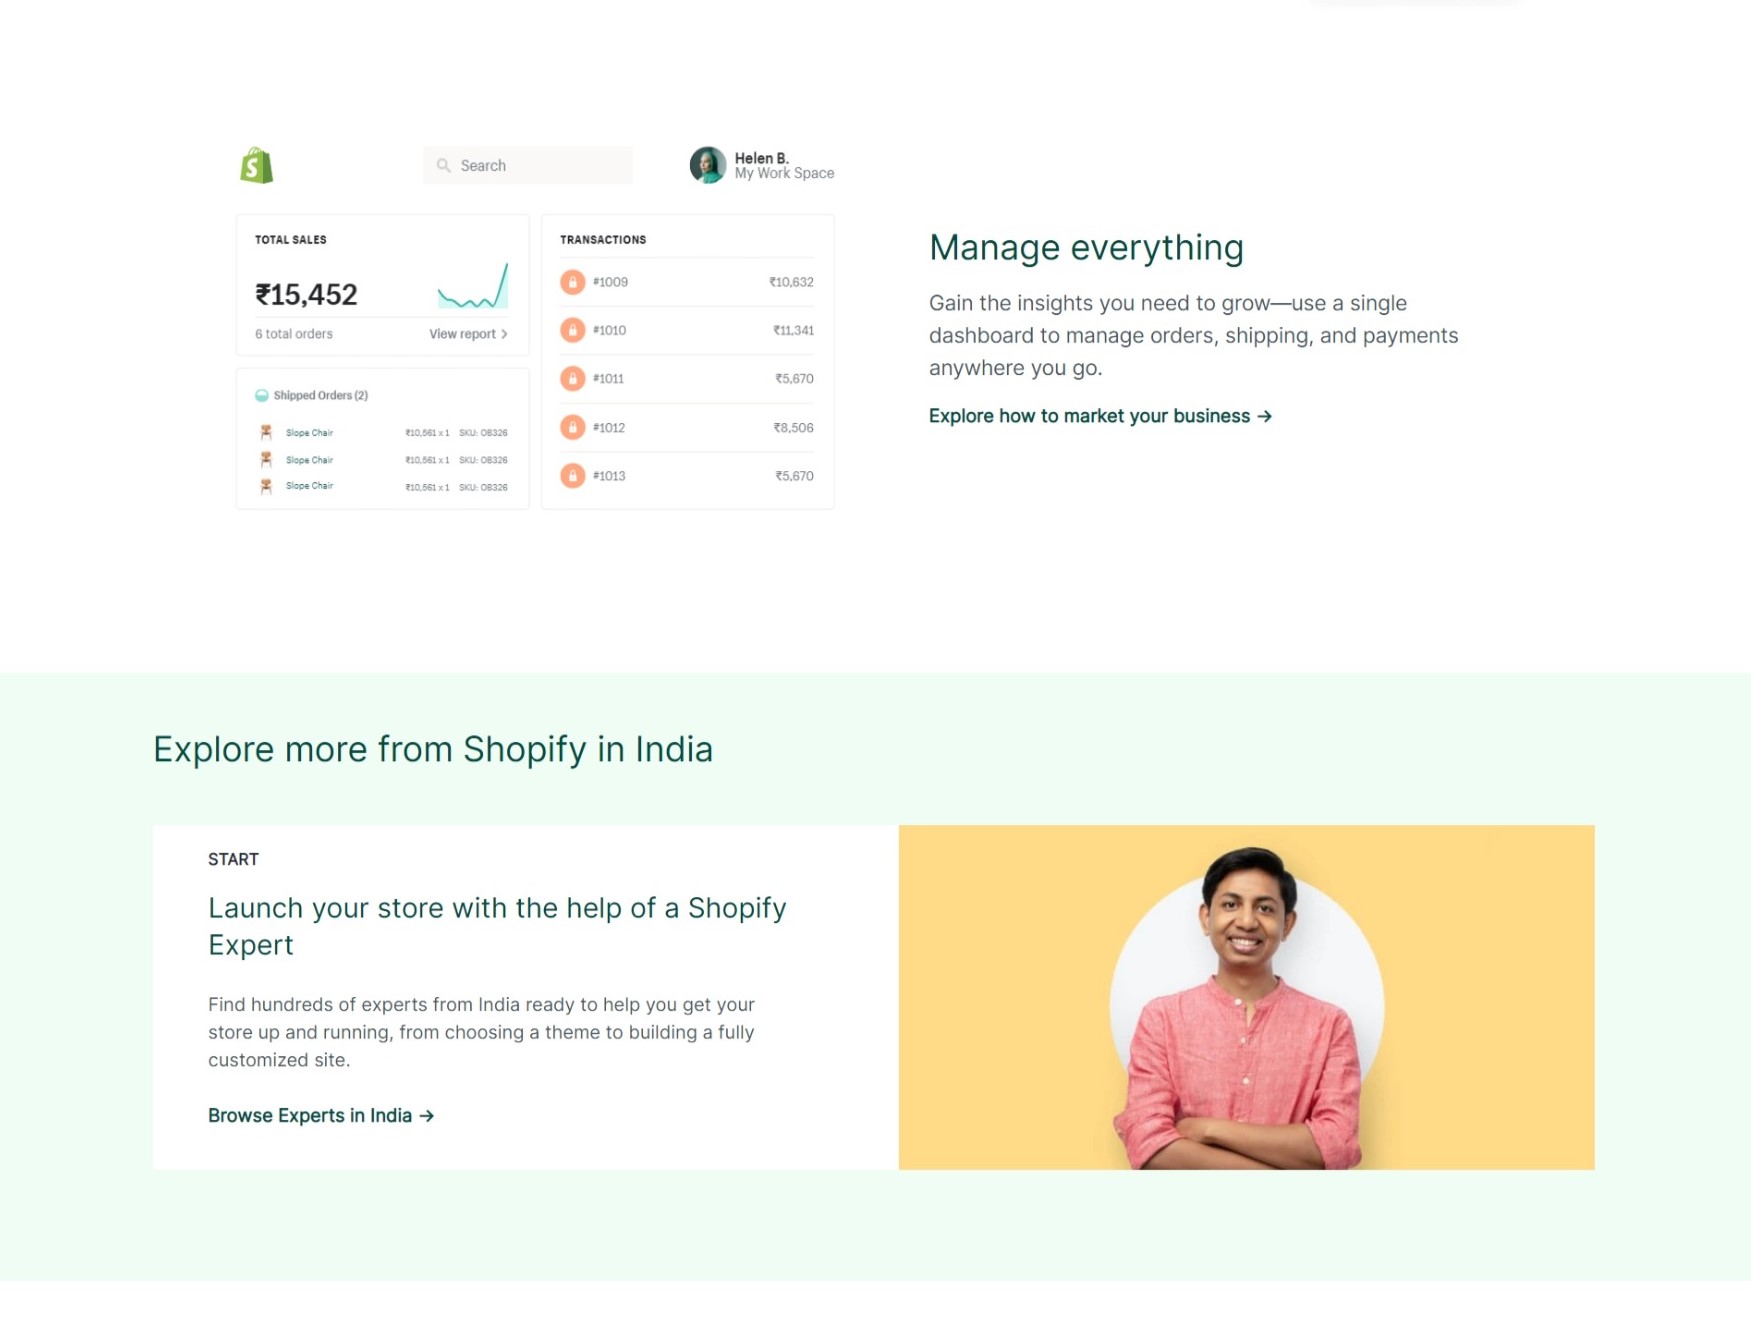 S
Search
Helen B.
My Work Space
TOTAL SALES
₹15,452
6 total orders
View report >
Shipped Orders (2)
Slope Chair ₹10,561 x 1 SKU: OB326
Slope Chair ₹10,561 x 1 SKU: OB326
Slope Chair ₹10,561 x 1 SKU: OB326
TRANSACTIONS
#1009 ₹10,632
#1010 ₹11,341
#1011 ₹5,670
#1012 ₹8,506
#1013 ₹5,670
Manage everything
Gain the insights you need to grow—use a single
dashboard to manage orders, shipping, and payments
anywhere you go.
Explore how to market your business →
Explore more from Shopify in India
START
Launch your store with the help of a Shopify
Expert
Find hundreds of experts from India ready to help you get your
store up and running, from choosing a theme to building a fully
customized site.
Browse Experts in India →